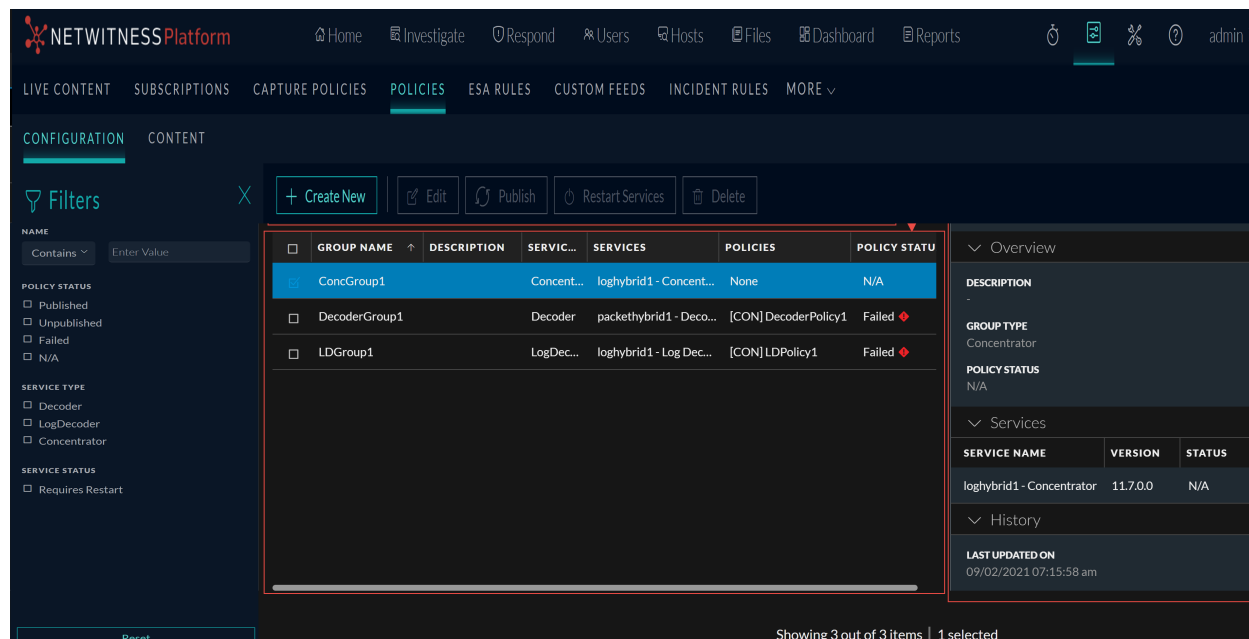 NETWITNESS Platform
Home Investigate Respond Users Hosts Files Dashboard Reports admin
LIVE CONTENT SUBSCRIPTIONS CAPTURE POLICIES POLICIES ESA RULES CUSTOM FEEDS INCIDENT RULES MORE
CONFIGURATION CONTENT
Filters
NAME
Contains Enter Value
POLICY STATUS
Published
Unpublished
Failed
N/A
SERVICE TYPE
Decoder
LogDecoder
Concentrator
SERVICE STATUS
Requires Restart
Reset
+ Create New Edit Publish Restart Services Delete
GROUP NAME ↑ DESCRIPTION SERVIC... SERVICES POLICIES POLICY STATU
ConcGroup1 Concent... loghybrid1 - Concent... None N/A
DecoderGroup1 Decoder packethybrid1 - Deco... [CON] DecoderPolicy1 Failed
LDGroup1 LogDec... loghybrid1 - Log Dec... [CON] LDPolicy1 Failed
Showing 3 out of 3 items | 1 selected
Overview
DESCRIPTION
-
GROUP TYPE
Concentrator
POLICY STATUS
N/A
Services
SERVICE NAME VERSION STATUS
loghybrid1 - Concentrator 11.7.0.0 N/A
History
LAST UPDATED ON
09/02/2021 07:15:58 am